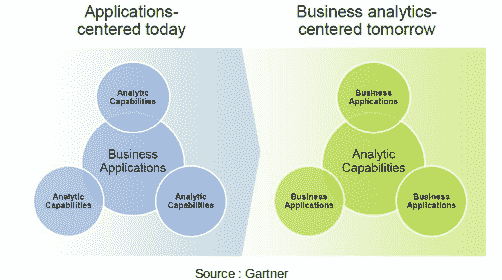 Applications-
centered today
Business analytics-
centered tomorrow
Analytic
Capabilities
Business
Applications
Analytic
Capabilities
Analytic
Capabilities
Business
Applications
Analytic
Capabilities
Business
Applications
Business
Applications
Source : Gartner